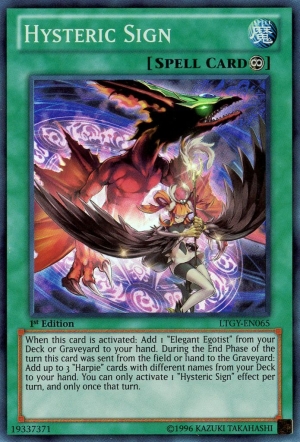 HYSTERIC SIGN
魔
[SPELL CARD]
1st Edition
LTGY-EN065
When this card is activated: Add 1 "Elegant Egotist" from your
Deck or Graveyard to your hand. During the End Phase of the
turn this card was sent from the field or hand to the Graveyard:
Add up to 3 "Harpie" cards with different names from your Deck
to your hand. You can only activate 1 "Hysteric Sign" effect per
turn, and only once that turn.
19337371
©1996 KAZUKI TAKAHASHI